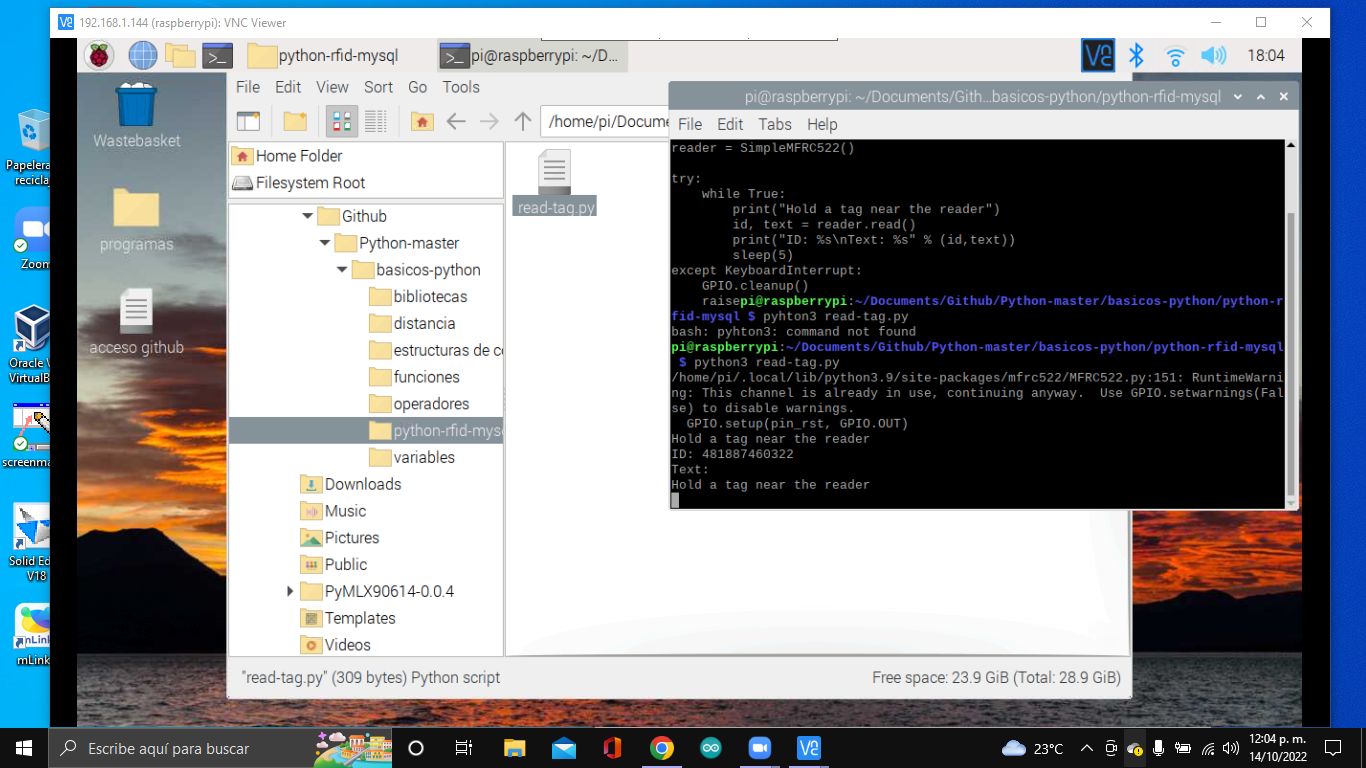 192.168.1.144 (raspberrypi): VNC Viewer
python-rfid-mysql
pi@raspberrypi: ~/D...
18:04
Wastebasket
programas
acceso github
Papelera
recicla
Zoom
Oracle V
VirtualB
screenma
Solid Ed
V18
mLink
File Edit View Sort Go Tools
/home/pi/Docume
Home Folder
Filesystem Root
Github
Python-master
basicos-python
bibliotecas
distancia
estructuras de co
funciones
operadores
python-rfid-mys
variables
Downloads
Music
Pictures
Public
PyMLX90614-0.0.4
Templates
Videos
read-tag.py
"read-tag.py" (309 bytes) Python script
Free space: 23.9 GiB (Total: 28.9 GiB)
pi@raspberrypi: ~/Documents/Gith...basicos-python/python-rfid-mysql
File Edit Tabs Help
reader = SimpleMFRC522()
try:
    while True:
        print("Hold a tag near the reader")
        id, text = reader.read()
        print("ID: %s\nText: %s" % (id,text))
        sleep(5)
except KeyboardInterrupt:
    GPIO.cleanup()
    raisepi@raspberrypi:~/Documents/Github/Python-master/basicos-python/python-r
fid-mysql $ pyhton3 read-tag.py
bash: pyhton3: command not found
pi@raspberrypi:~/Documents/Github/Python-master/basicos-python/python-rfid-mysql
 $ python3 read-tag.py
/home/pi/.local/lib/python3.9/site-packages/mfrc522/MFRC522.py:151: RuntimeWarni
ng: This channel is already in use, continuing anyway.  Use GPIO.setwarnings(Fal
se) to disable warnings.
  GPIO.setup(pin_rst, GPIO.OUT)
Hold a tag near the reader
ID: 481887460322
Text:
Hold a tag near the reader
Escribe aquí para buscar
23°C
12:04 p. m.
14/10/2022